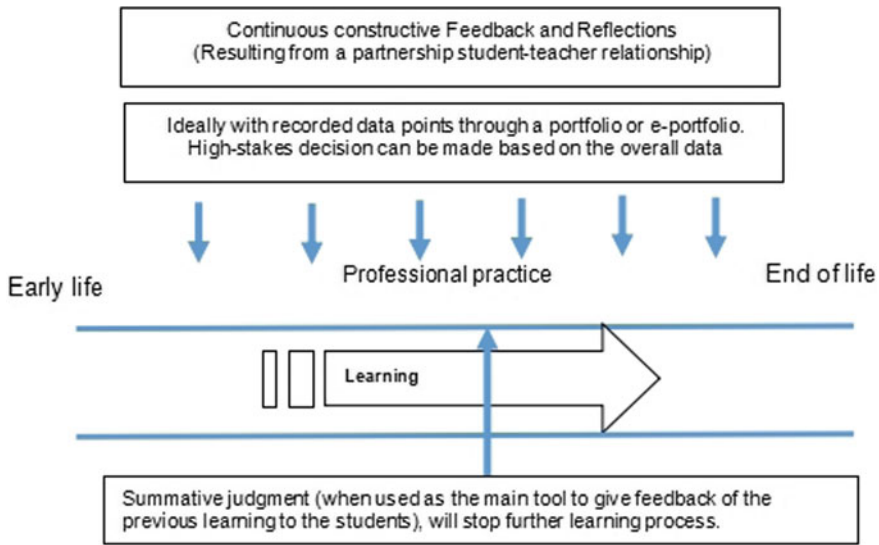 Continuous constructive Feedback and Reflections
(Resulting from a partnership student-teacher relationship)
Ideally with recorded data points through a portfolio or e-portfolio.
High-stakes decision can be made based on the overall data
Early life
Professional practice
End of life
Learning
Summative judgment (when used as the main tool to give feedback of the
previous learning to the students), will stop further learning process.